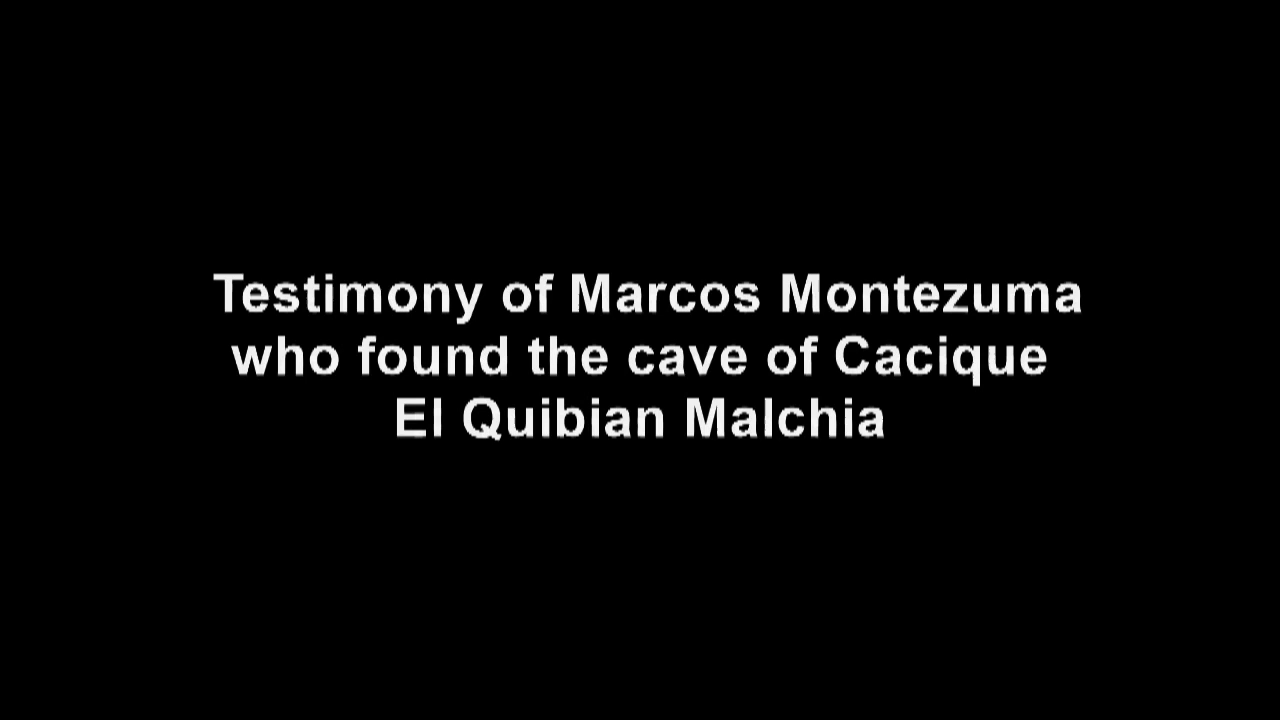 Testimony of Marcos Montezuma
who found the cave of Cacique
El Quibian Malchia